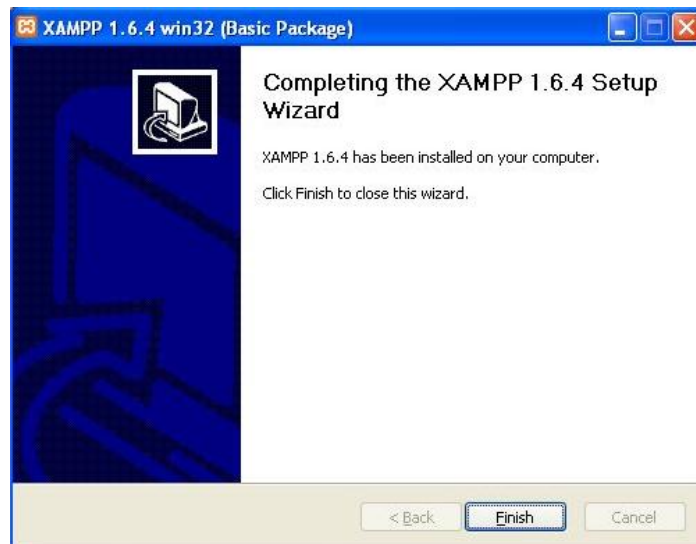 XAMPP 1.6.4 win32 (Basic Package)
Completing the XAMPP 1.6.4 Setup
Wizard
XAMPP 1.6.4 has been installed on your computer.
Click Finish to close this wizard.
< Back
Finish
Cancel